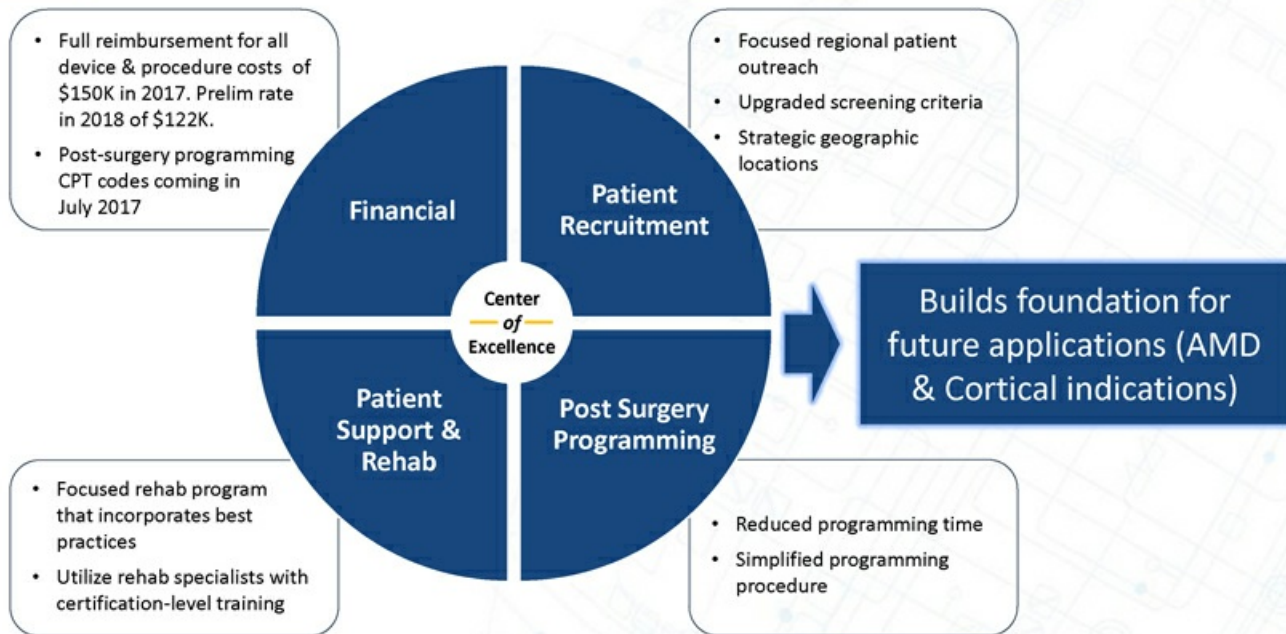 • Full reimbursement for all
device & procedure costs of
$150K in 2017. Prelim rate
in 2018 of $122K.
• Post-surgery programming
CPT codes coming in
July 2017
• Focused regional patient
outreach
• Upgraded screening criteria
• Strategic geographic
locations
Financial
Patient
Recruitment
Center
of
Excellence
Patient
Support &
Rehab
Post Surgery
Programming
Builds foundation for
future applications (AMD
& Cortical indications)
• Focused rehab program
that incorporates best
practices
• Utilize rehab specialists with
certification-level training
• Reduced programming time
• Simplified programming
procedure